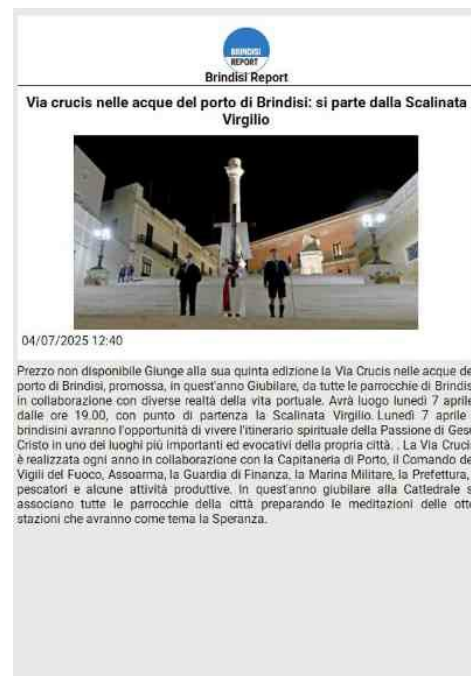 BRINDISI
REPORT
Brindisi Report
Via crucis nelle acque del porto di Brindisi: si parte dalla Scalinata
Virgilio
04/07/2025 12:40
Prezzo non disponibile Giunge alla sua quinta edizione la Via Crucis nelle acque de
porto di Brindisi, promossa, in quest'anno Giubilare, da tutte le parrocchie di Brindis
in collaborazione con diverse realtà della vita portuale. Avrà luogo lunedì 7 aprile
dalle ore 19.00, con punto di partenza la Scalinata Virgilio. Lunedì 7 aprile
brindisini avranno l'opportunità di vivere l'itinerario spirituale della Passione di Gesù
Cristo in uno dei luoghi più importanti ed evocativi della propria città. . La Via Cruci
è realizzata ogni anno in collaborazione con la Capitaneria di Porto, il Comando de
Vigili del Fuoco, Assoarma, la Guardia di Finanza, la Marina Militare, la Prefettura,
pescatori e alcune attività produttive. In quest'anno giubilare alla Cattedrale s
associano tutte le parrocchie della città preparando le meditazioni delle otto
stazioni che avranno come tema la Speranza.